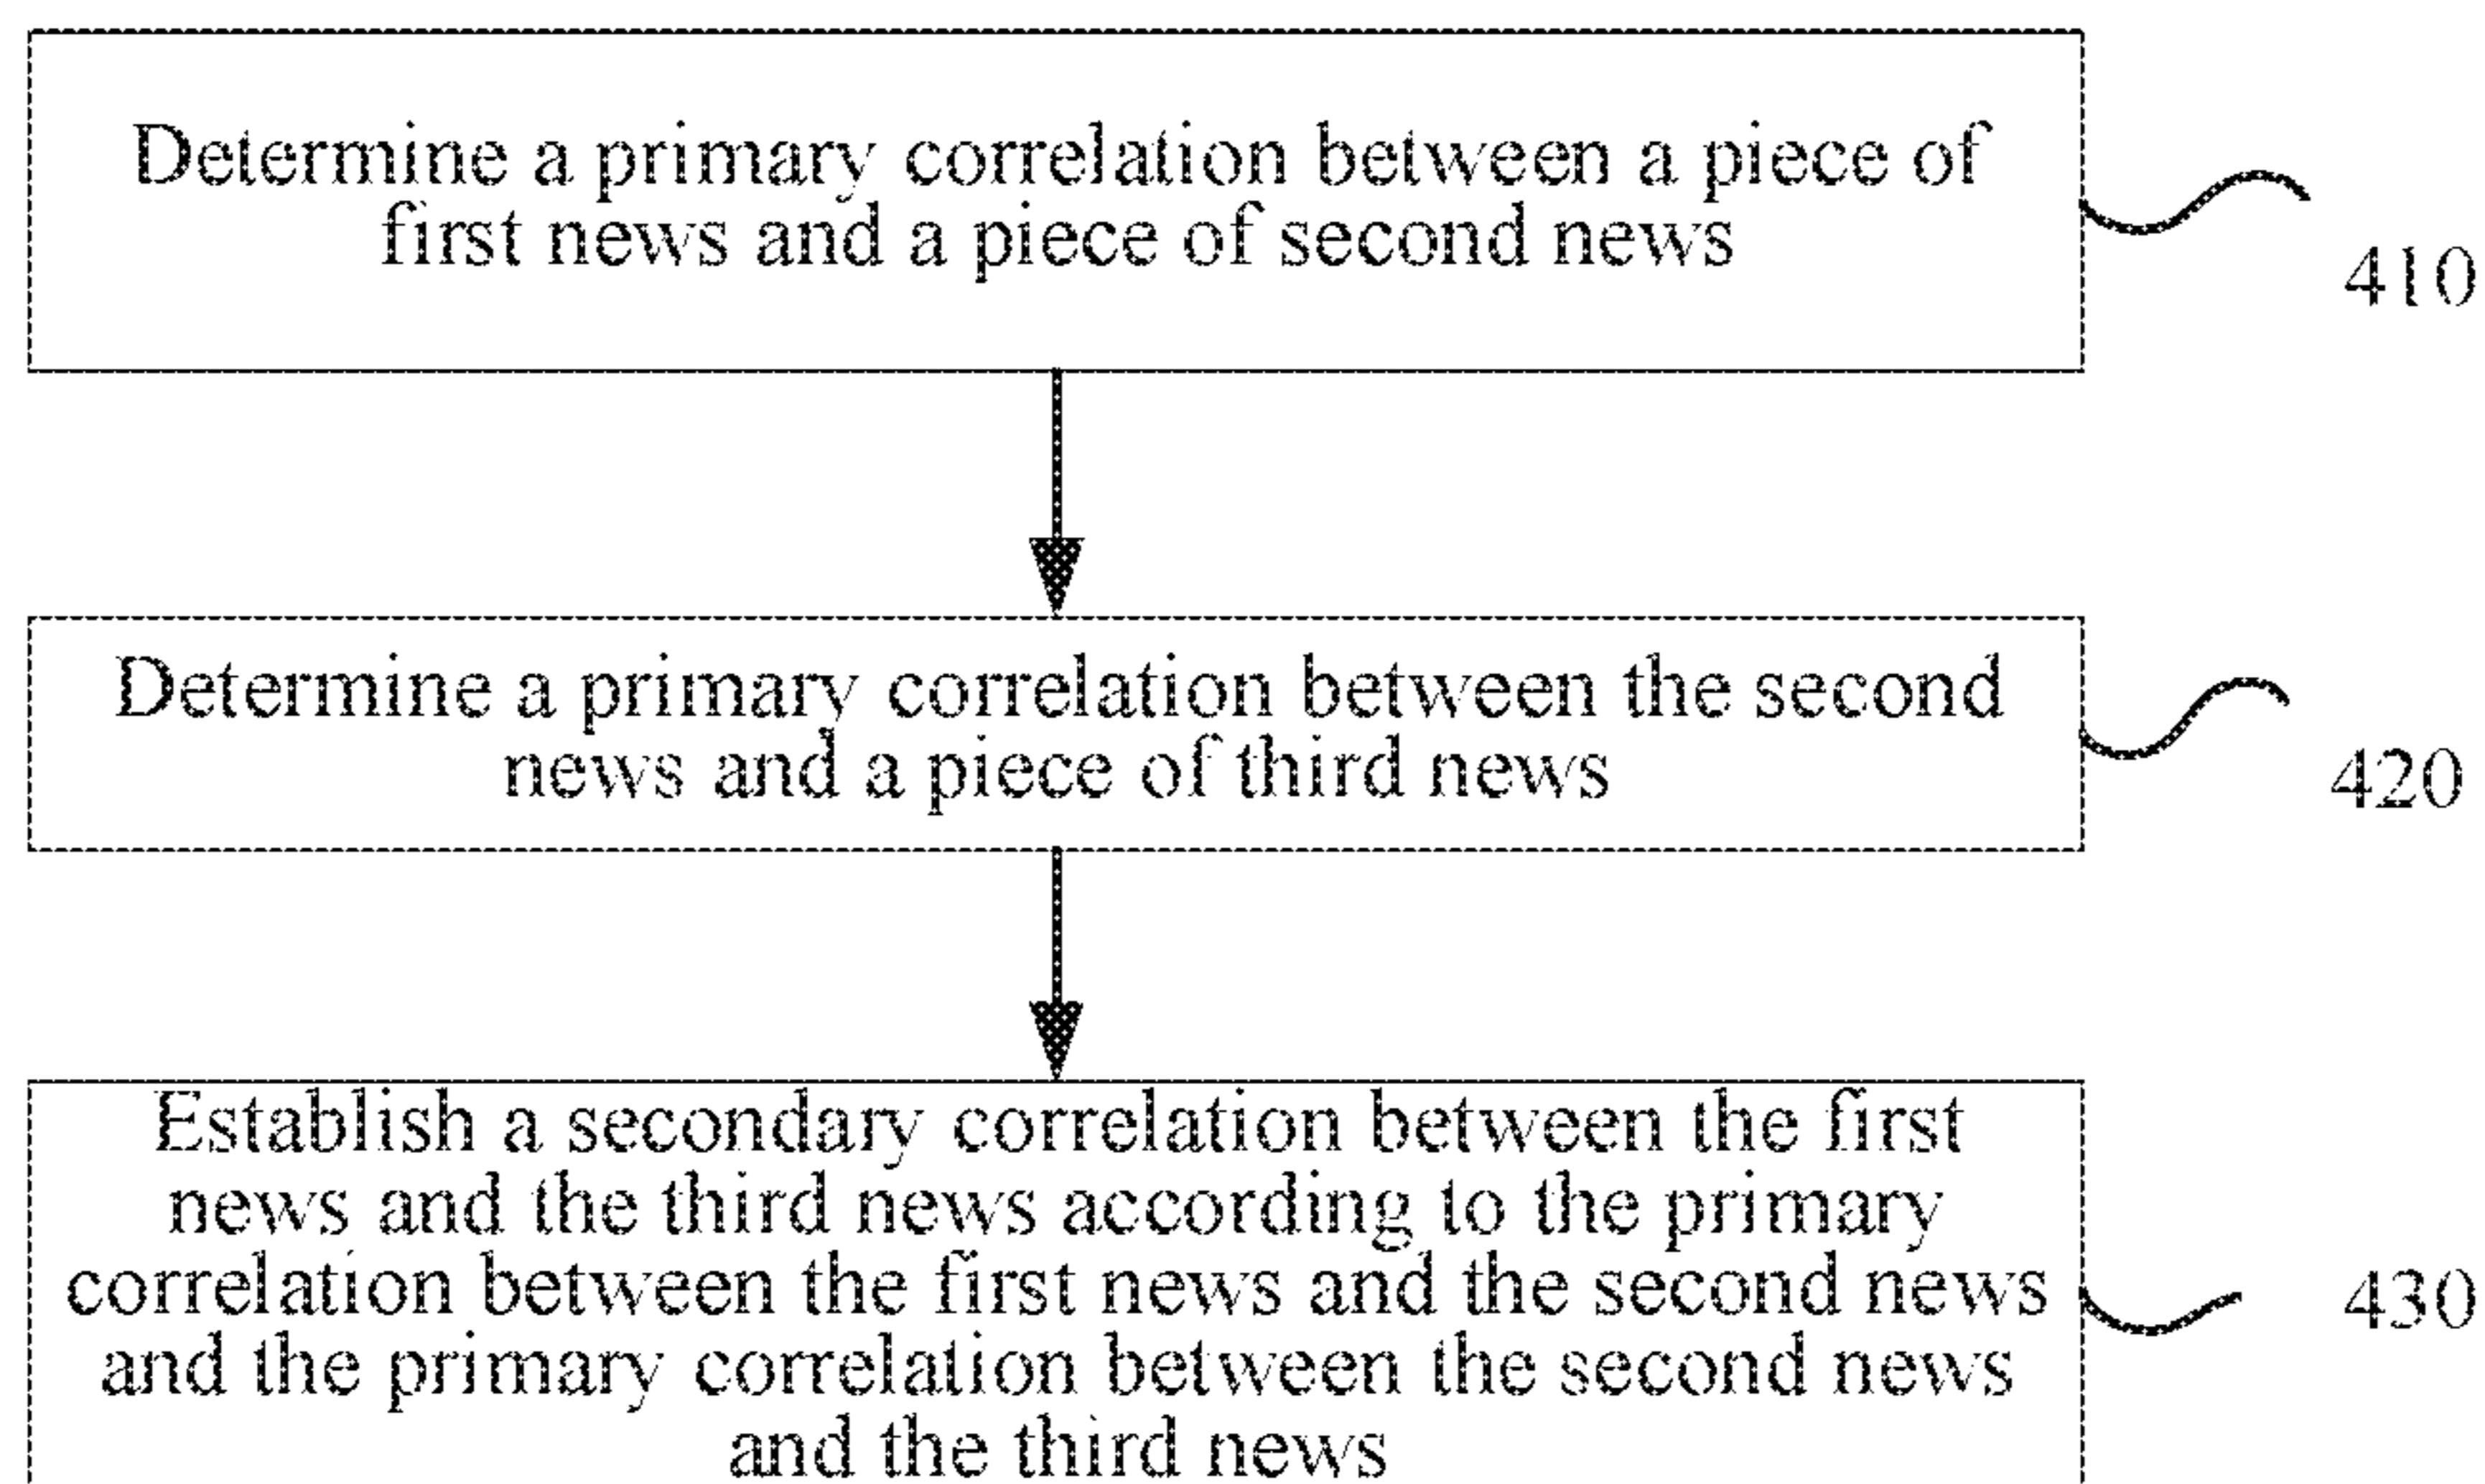 Determine a primary correlation between a piece of
first news and a piece of second news
410
Determine a primary correlation between the second
news and a piece of third news
420
Establish a secondary correlation between the first
news and the third news according to the primary
correlation between the first news and the second news
and the primary correlation between the second news
and the third news
430